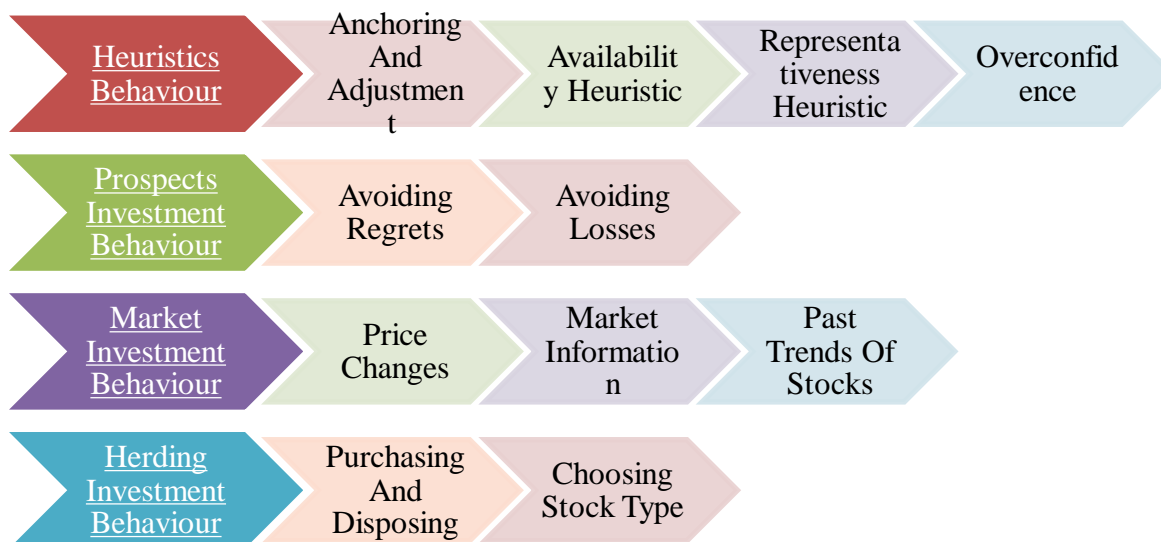 Heuristics
Behaviour
Anchoring
And
Adjustmen
t
Availabilit
y Heuristic
Representa
tiveness
Heuristic
Overconfid
ence
Prospects
Investment
Behaviour
Avoiding
Regrets
Avoiding
Losses
Market
Investment
Behaviour
Price
Changes
Market
Informatio
n
Past
Trends Of
Stocks
Herding
Investment
Behaviour
Purchasing
And
Disposing
Choosing
Stock Type